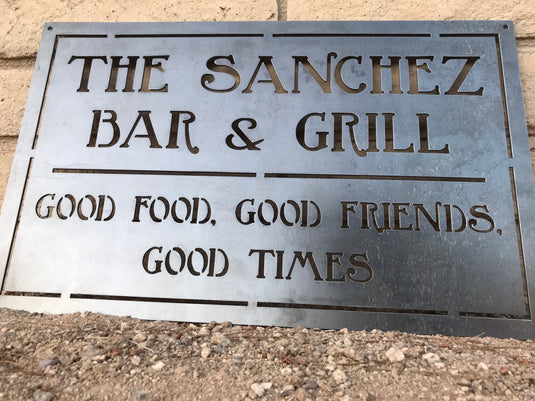 THE SANCHEZ
BAR & GRILL
GOOD FOOD, GOOD FRIENDS,
GOOD TIMES